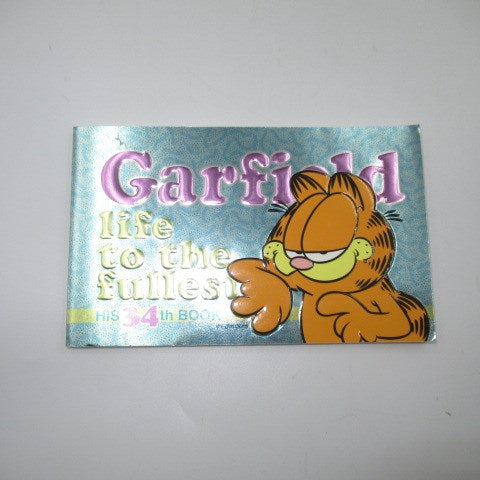 Garfield
life
to the
fullest
HIS 34th BOOK